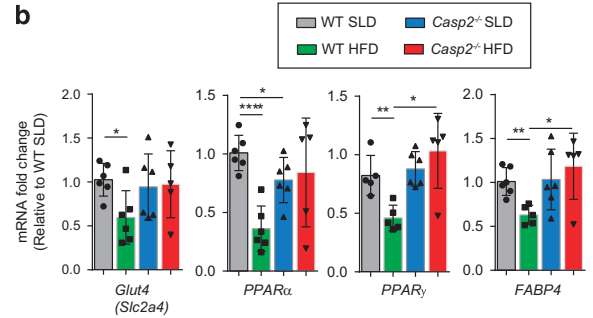 b
WT SLD
Casp2-/- SLD
WT HFD
Casp2-/- HFD
mRNA fold change
(Relative to WT SLD)
2.0
1.5
1.0
0.5
0.0
*
Glut4
(Slc2a4)
1.5
1.0
0.5
0.0
*
****
PPARα
1.5
1.0
0.5
0.0
**
*
PPARγ
2.0
1.5
1.0
0.5
0.0
**
*
FABP4